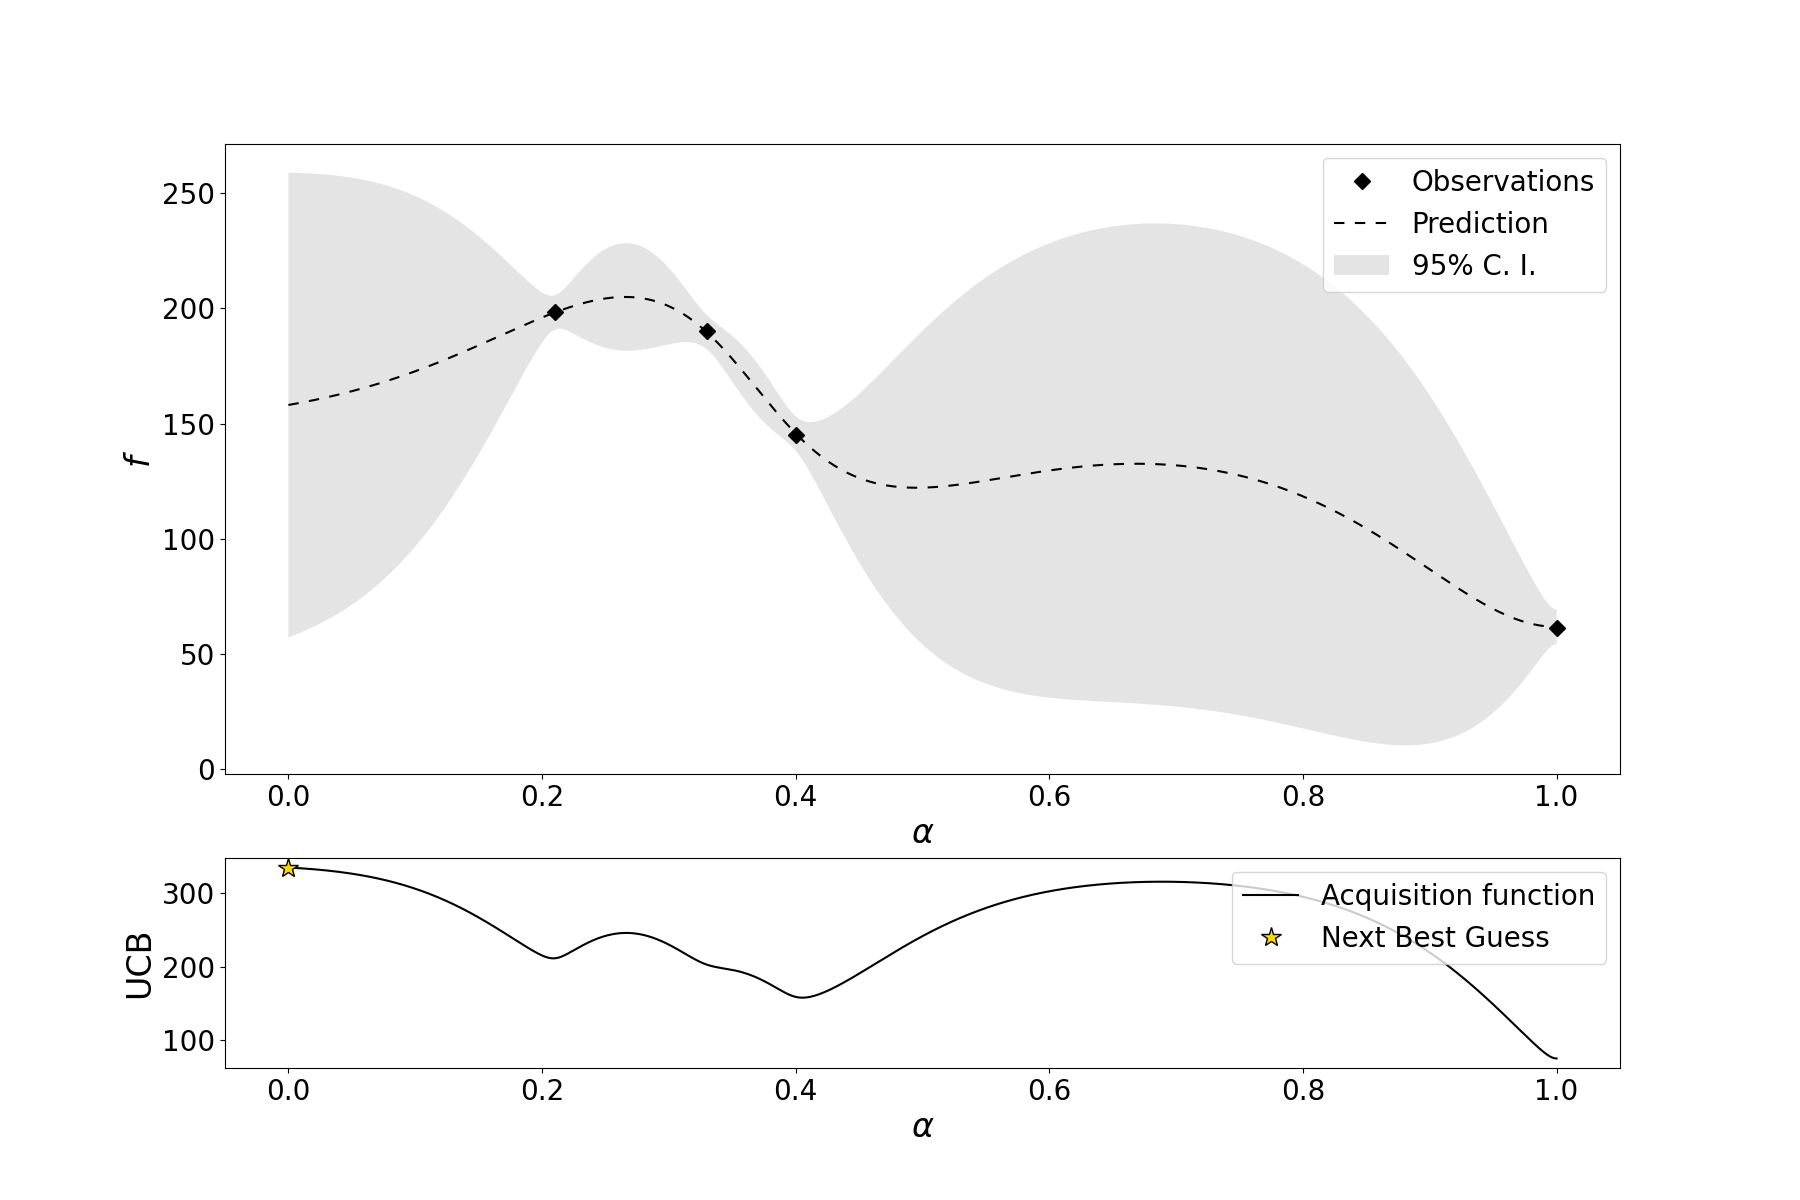 250
200
150
100
50
0
f
Observations
Prediction
95% C. I.
0.0 0.2 0.4 0.6 0.8 1.0
α
300
200
100
UCB
Acquisition function
Next Best Guess
0.0 0.2 0.4 0.6 0.8 1.0
α